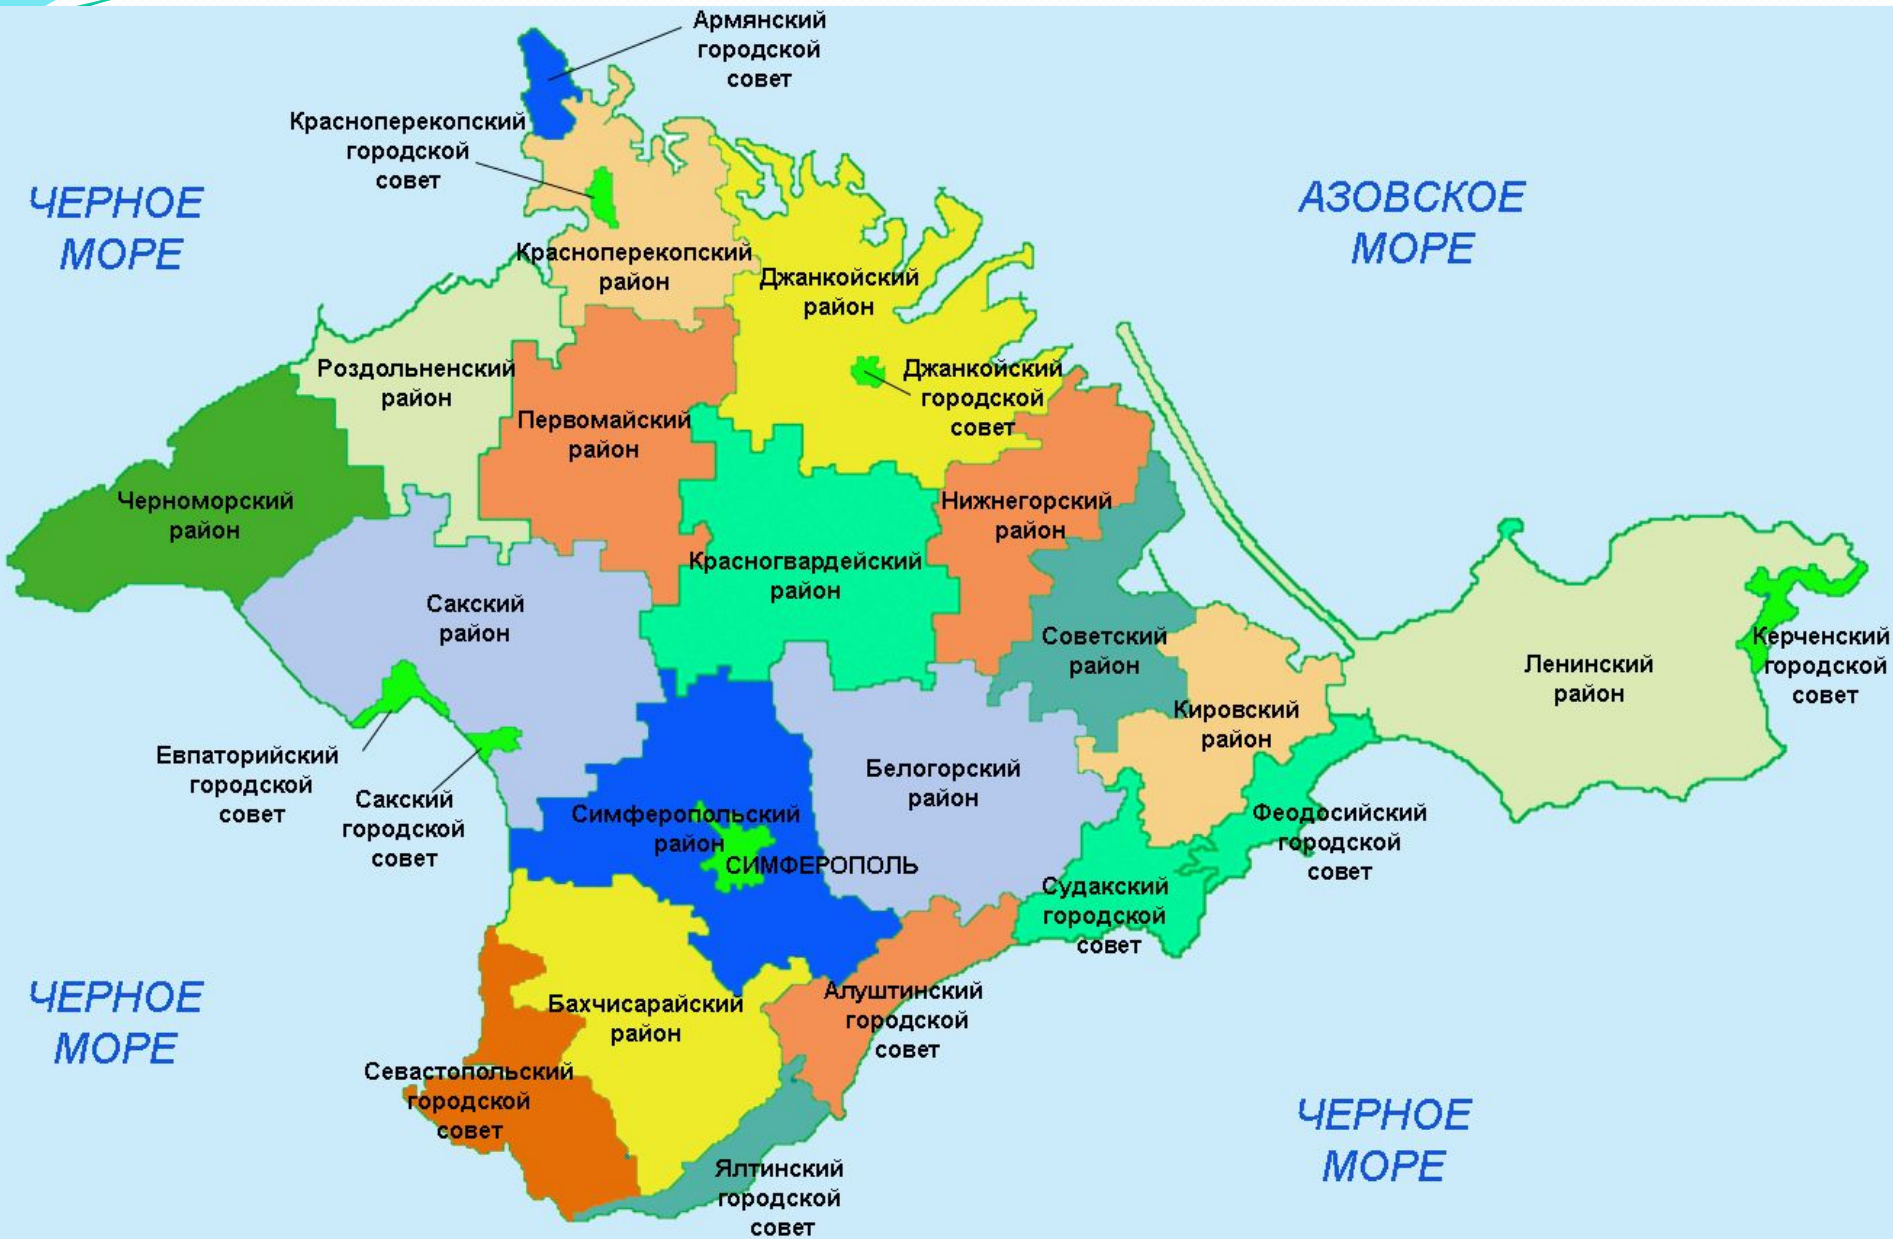 Армянский
городской
совет
Красноперекопский
городской
совет
ЧЕРНОЕ
МОРЕ
АЗОВСКОЕ
МОРЕ
Красноперекопский
район
Джанкойский
район
Роздольненский
район
Джанкойский
городской
совет
Первомайский
район
Черноморский
район
Нижнегорский
район
Красногвардейский
район
Сакский
район
Советский
район
Керченский
городской
совет
Ленинский
район
Кировский
район
Евпаторийский
городской
совет
Сакский
городской
совет
Белогорский
район
Симферопольский
район
СИМФЕРОПОЛЬ
Феодосийский
городской
совет
Судакский
городской
совет
ЧЕРНОЕ
МОРЕ
Бахчисарайский
район
Алуштинский
городской
совет
Севастопольский
городской
совет
ЧЕРНОЕ
МОРЕ
Ялтинский
городской
совет